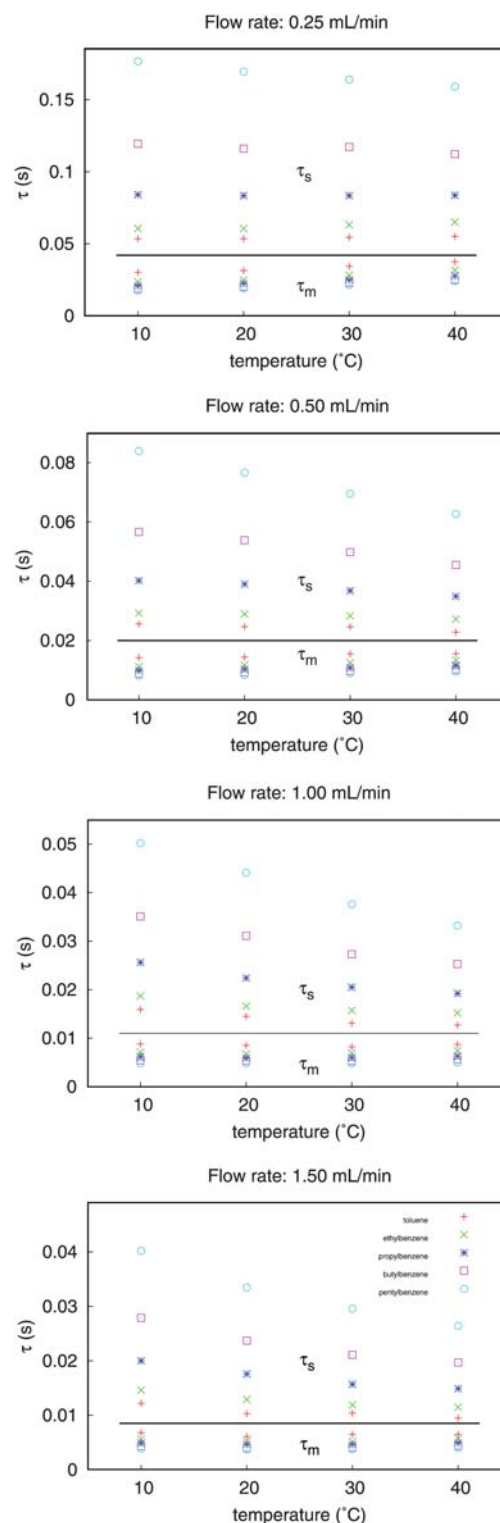 Flow rate: 0.25 mL/min
0.15
0.1
0.05
0
τ (s)
τs
τm
10 20 30 40
temperature (˚C)
Flow rate: 0.50 mL/min
0.08
0.06
0.04
0.02
0
τ (s)
τs
τm
10 20 30 40
temperature (˚C)
Flow rate: 1.00 mL/min
0.05
0.04
0.03
0.02
0.01
0
τ (s)
τs
τm
10 20 30 40
temperature (˚C)
Flow rate: 1.50 mL/min
toluene
ethylbenzene
propylbenzene
butylbenzene
pentylbenzene
0.04
0.03
0.02
0.01
0
τ (s)
τs
τm
10 20 30 40
temperature (˚C)